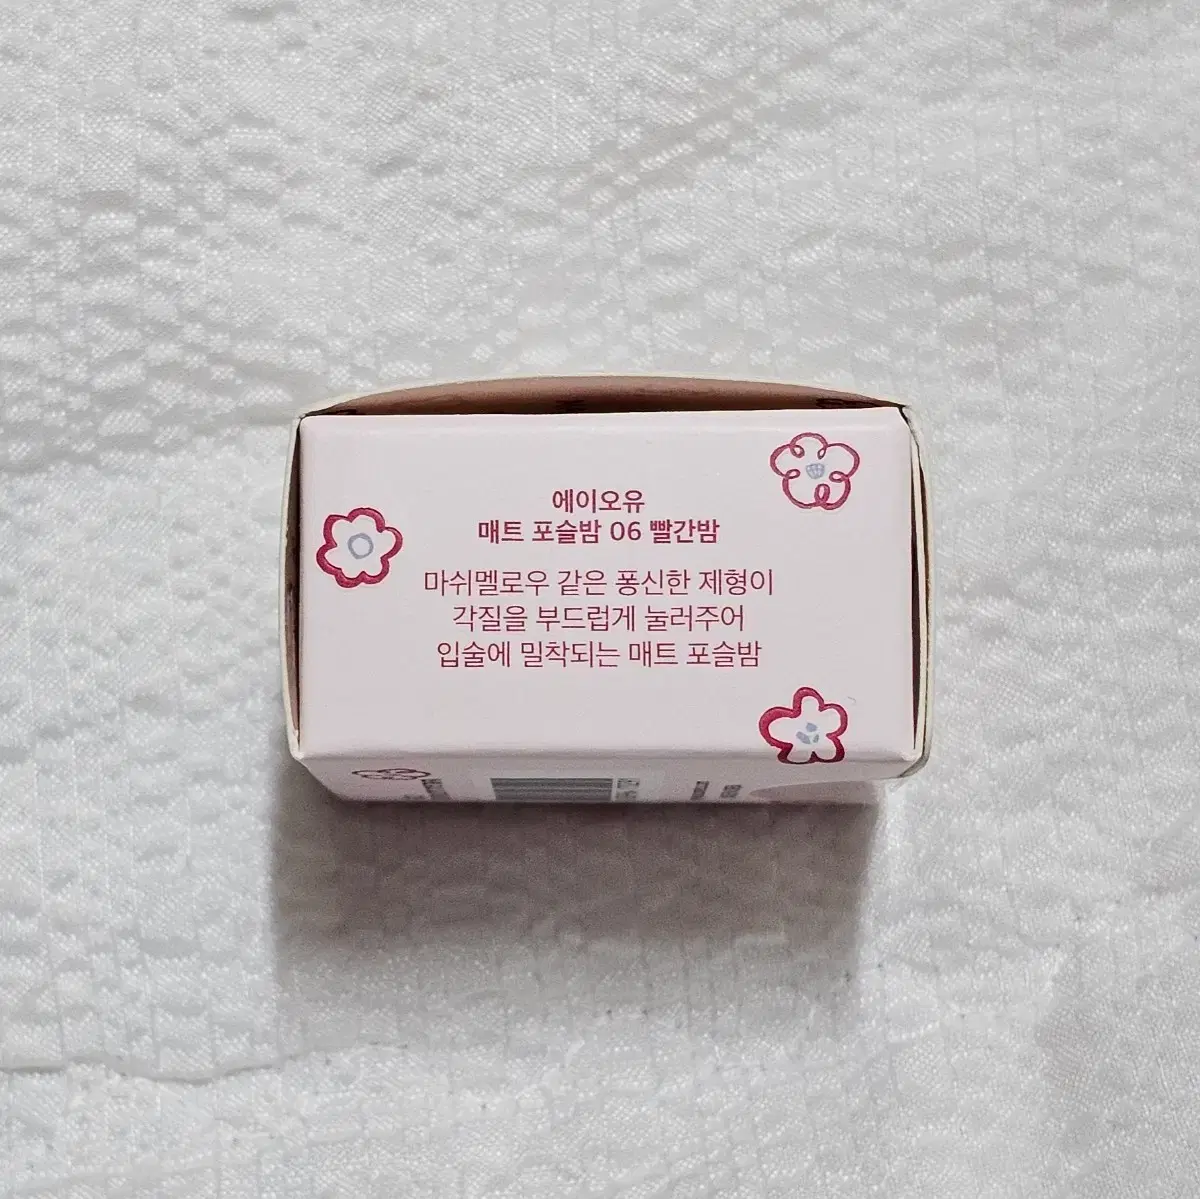 에이오유
매트 포슬밤 06 빨간밤
마쉬멜로우 같은 퐁신한 제형이
각질을 부드럽게 눌러주어
입술에 밀착되는 매트 포슬밤